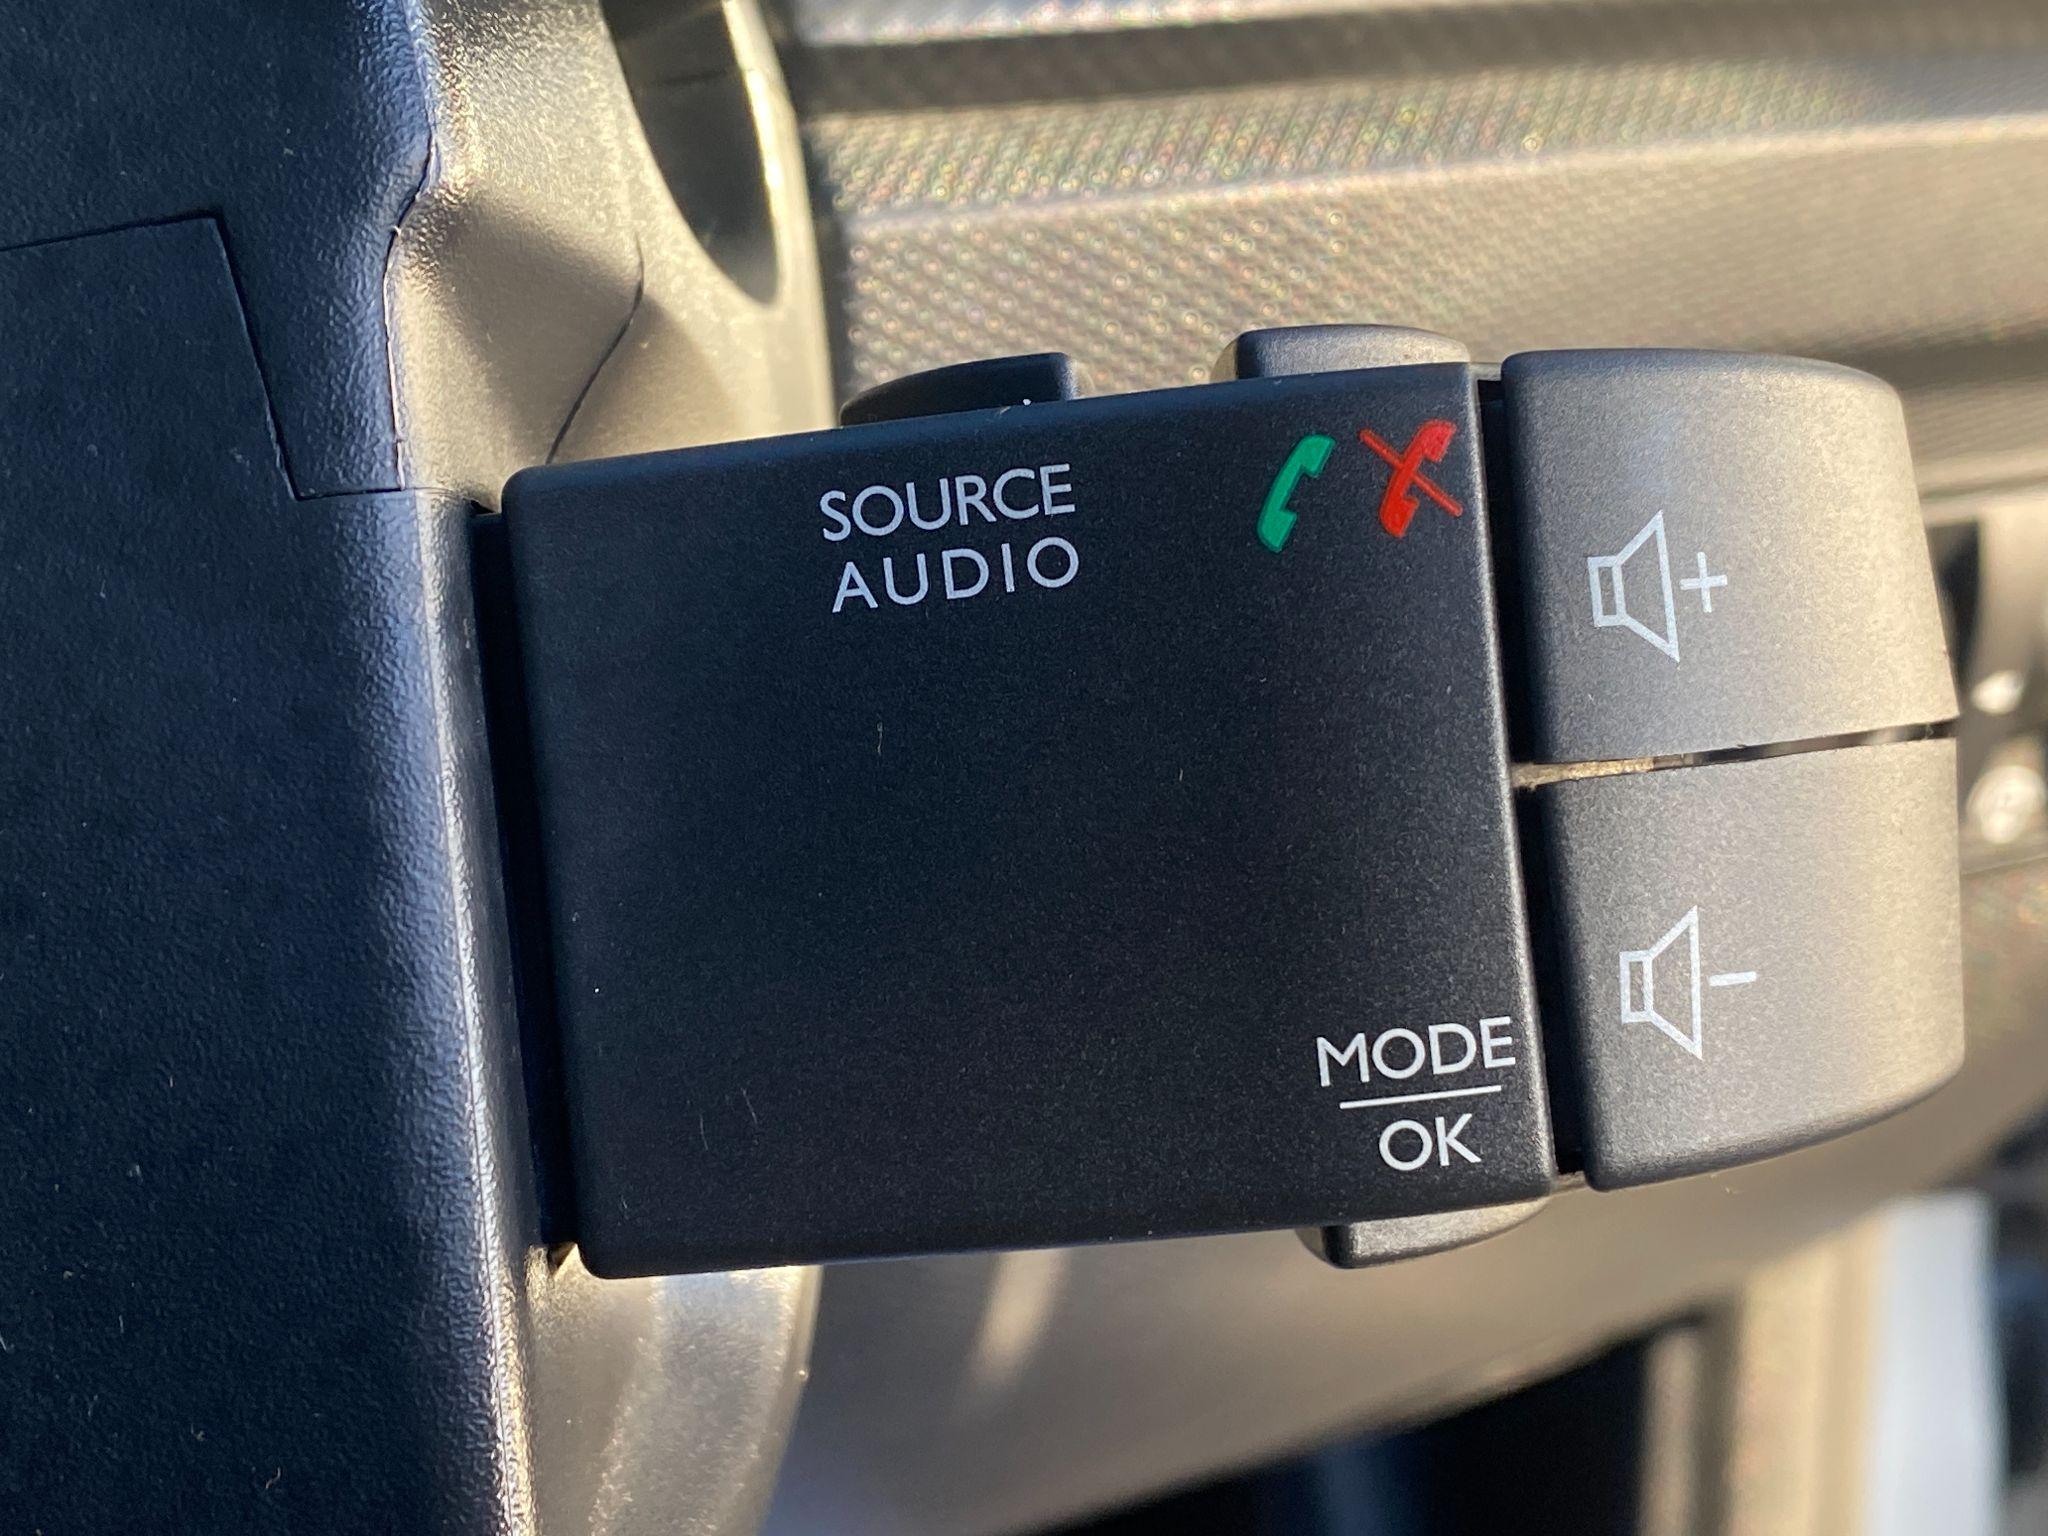 SOURCE
AUDIO
+
-
MODE
OK